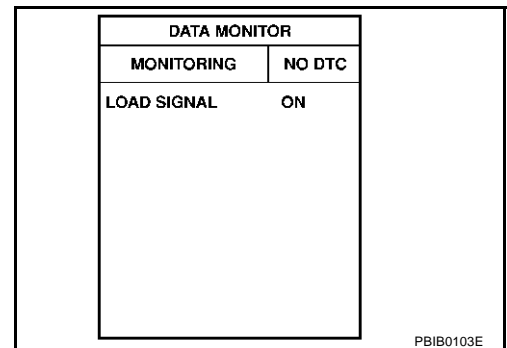 DATA MONITOR
MONITORING NO DTC
LOAD SIGNAL ON
PBIB0103E